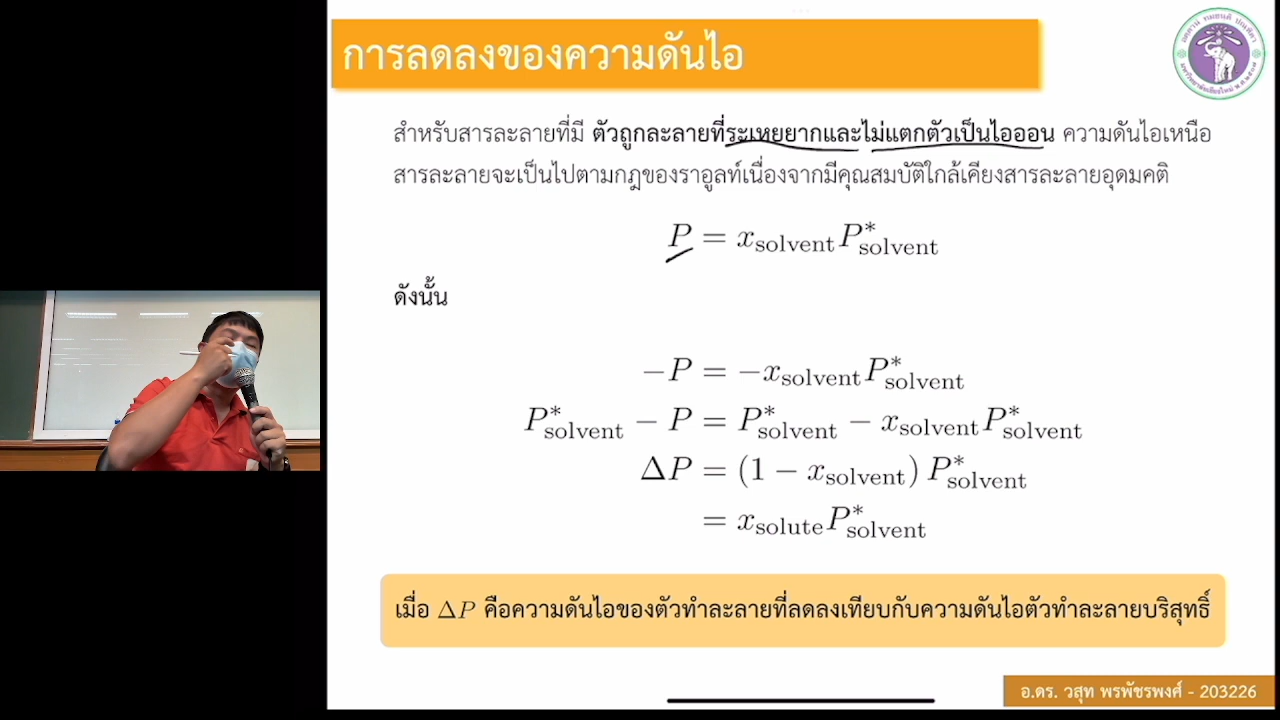 การลดลงของความดันไอ
สำหรับสารละลายที่มี ตัวถูกละลายที่ระเหยยากและไม่แตกตัวเป็นไอออน ความดันไอเหนือ
สารละลายจะเป็นไปตามกฎของราอูลท์เนื่องจากมีคุณสมบัติใกล้เคียงสารละลายอุดมคติ
P = x_solvent P*_solvent
ดังนั้น
−P = −x_solvent P*_solvent
P*_solvent − P = P*_solvent − x_solvent P*_solvent
ΔP = (1 − x_solvent) P*_solvent
= x_solute P*_solvent
เมื่อ ΔP คือความดันไอของตัวทำละลายที่ลดลงเทียบกับความดันไอตัวทำละลายบริสุทธิ์
อ.ดร. วสุท พรพัชรพงศ์ - 203226